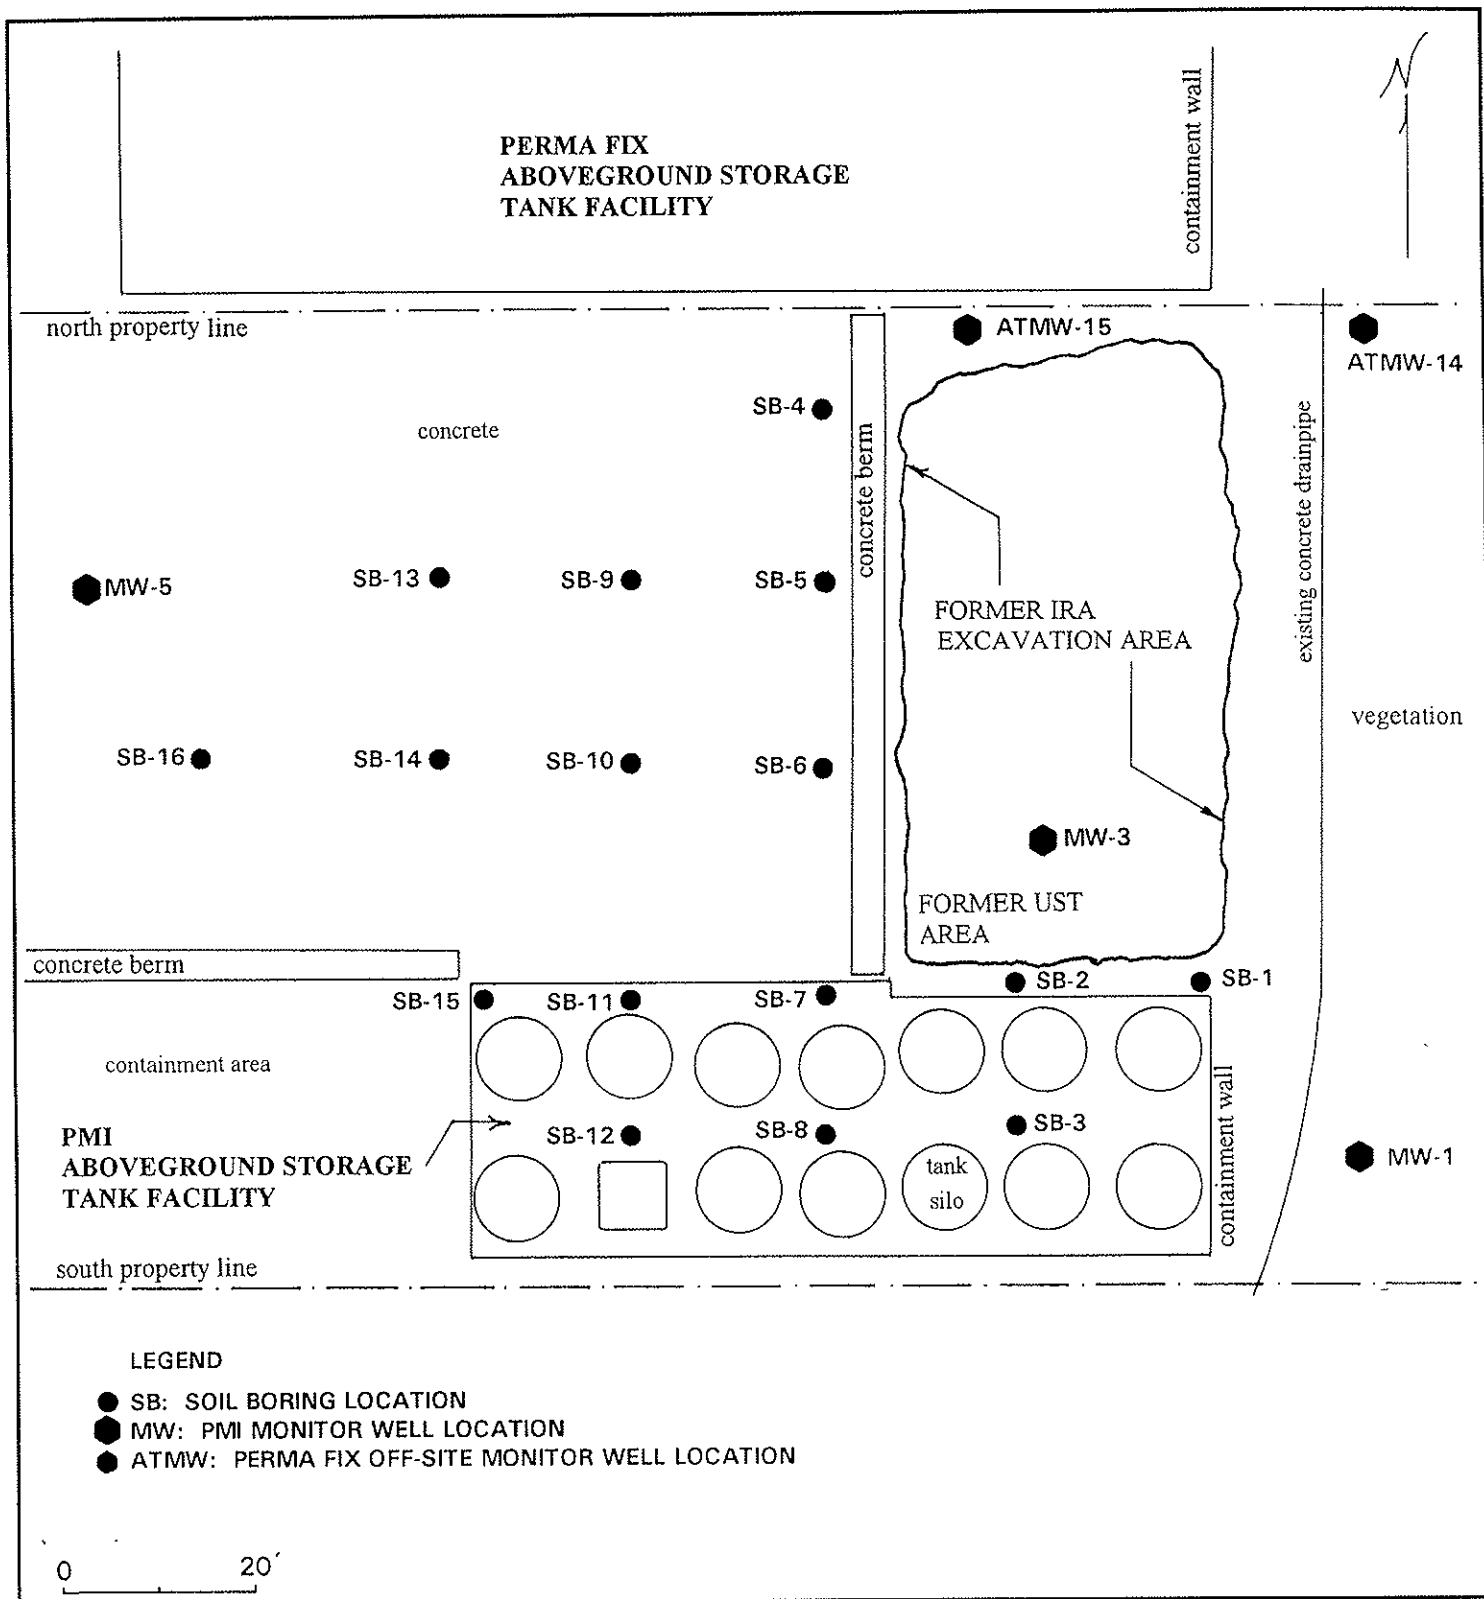 N
containment wall
PERMA FIX
ABOVEGROUND STORAGE
TANK FACILITY
north property line
ATMW-15
ATMW-14
SB-4
concrete
concrete berm
existing concrete drainpipe
MW-5
SB-13
SB-9
SB-5
FORMER IRA
EXCAVATION AREA
vegetation
SB-16
SB-14
SB-10
SB-6
MW-3
FORMER UST
AREA
concrete berm
SB-15
SB-11
SB-7
SB-2
SB-1
containment area
containment wall
PMI
ABOVEGROUND STORAGE
TANK FACILITY
SB-12
SB-8
SB-3
tank
silo
MW-1
south property line
LEGEND
SB: SOIL BORING LOCATION
MW: PMI MONITOR WELL LOCATION
ATMW: PERMA FIX OFF-SITE MONITOR WELL LOCATION
0 20'